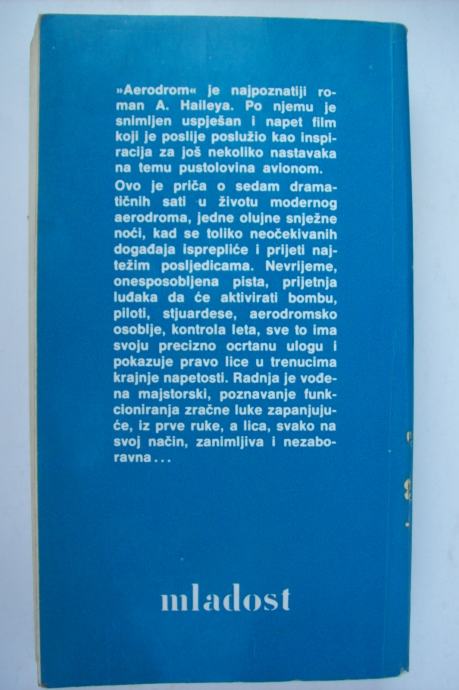 »Aerodrom« je najpoznatiji ro-
man A. Haileya. Po njemu je
snimljen uspješan i napet film
koji je poslije poslužio kao inspi-
racija za još nekoliko nastavaka
na temu pustolovina avionom.
Ovo je priča o sedam drama-
tičnih sati u životu modernog
aerodroma, jedne olujne snježne
noći, kad se toliko neočekivanih
događaja isprepliće i prijeti naj-
težim posljedicama. Nevrijeme,
onesposobljena pista, prijetnja
luđaka da će aktivirati bombu,
piloti, stjuardese, aerodromsko
osoblje, kontrola leta, sve to ima
svoju precizno ocrtanu ulogu i
pokazuje pravo lice u trenucima
krajnje napetosti. Radnja je vođe-
na majstorski, poznavanje funk-
cioniranja zračne luke zapanjuju-
će, iz prve ruke, a lica, svako na
svoj način, zanimljiva i nezabo-
ravna...
mladost